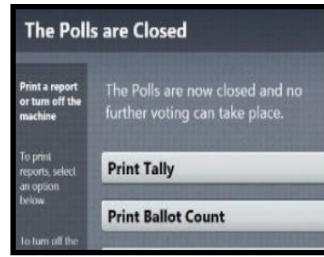 The Polls are Closed
Print a report
or turn off the
machine
The Polls are now closed and no
further voting can take place.
To print
reports, select
an option
below.
Print Tally
Print Ballot Count
To turn off the